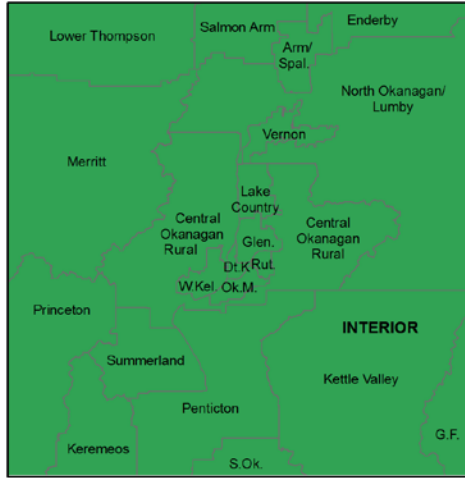 Lower Thompson
Salmon Arm
Enderby
Arm/
Spal.
North Okanagan/
Lumby
Vernon
Merritt
Lake
Country
Central
Okanagan
Rural
Central
Okanagan
Rural
Glen.
Dt.K
Rut.
W.Kel.
Ok.M.
Princeton
INTERIOR
Summerland
Kettle Valley
Penticton
Keremeos
G.F.
S.Ok.